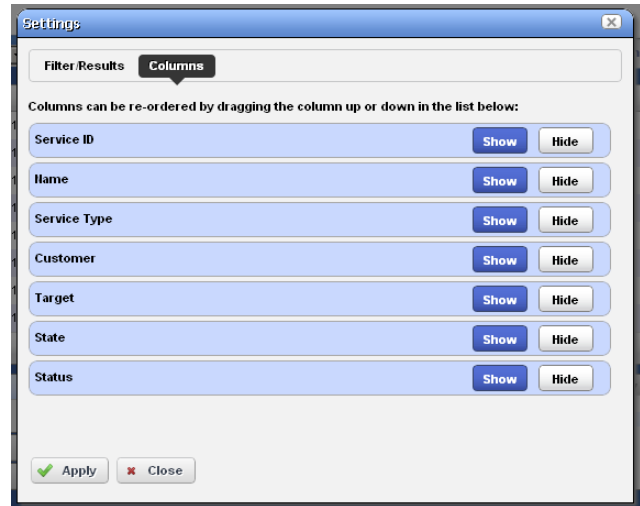 Settings
Filter/Results Columns
Columns can be re-ordered by dragging the column up or down in the list below:
Service ID Show Hide
Name Show Hide
Service Type Show Hide
Customer Show Hide
Target Show Hide
State Show Hide
Status Show Hide
Apply Close